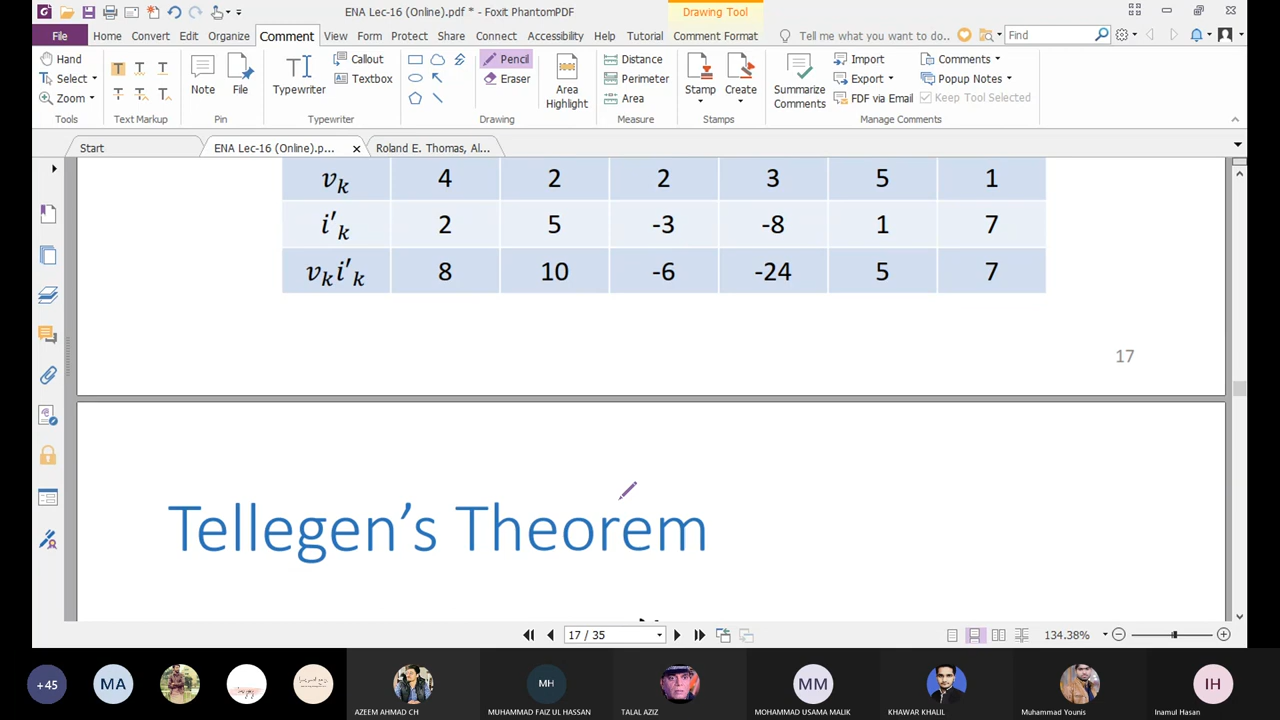 ENA Lec-16 (Online).pdf * - Foxit PhantomPDF
Drawing Tool
File Home Convert Edit Organize Comment View Form Protect Share Connect Accessibility Help Tutorial Comment Format Tell me what you want to do... Find
Hand
Select
Zoom
Tools
Text Markup
Note
File
Pin
Typewriter
Callout
Textbox
Typewriter
Pencil
Eraser
Area Highlight
Drawing
Distance
Perimeter
Area
Measure
Stamp
Create
Stamps
Summarize Comments
Import
Export
FDF via Email
Comments
Popup Notes
Keep Tool Selected
Manage Comments
Start ENA Lec-16 (Online).p... Roland E. Thomas, Al...
v_k 4 2 2 3 5 1
i'_k 2 5 -3 -8 1 7
v_k i'_k 8 10 -6 -24 5 7
17
Tellegen's Theorem
17 / 35
134.38%
+45 MA MH MM IH
AZEEM AHMAD CH MUHAMMAD FAIZ UL HASSAN TALAL AZIZ MOHAMMAD USAMA MALIK KHAWAR KHALIL Muhammad Younis Inamul Hasan